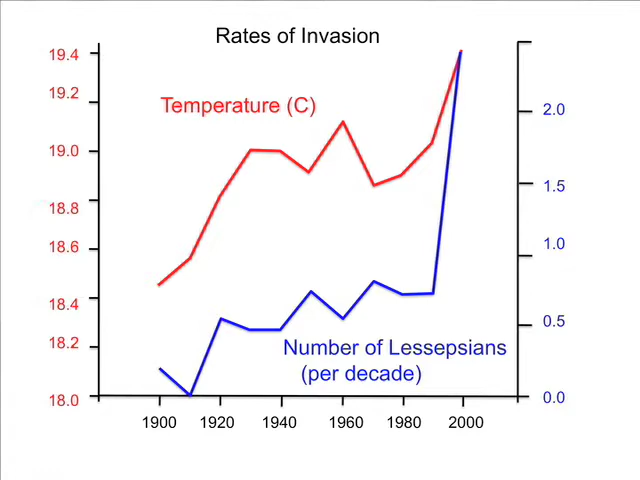 Rates of Invasion
Temperature (C)
Number of Lessepsians
(per decade)
19.4
19.2
19.0
18.8
18.6
18.4
18.2
18.0
2.0
1.5
1.0
0.5
0.0
1900 1920 1940 1960 1980 2000